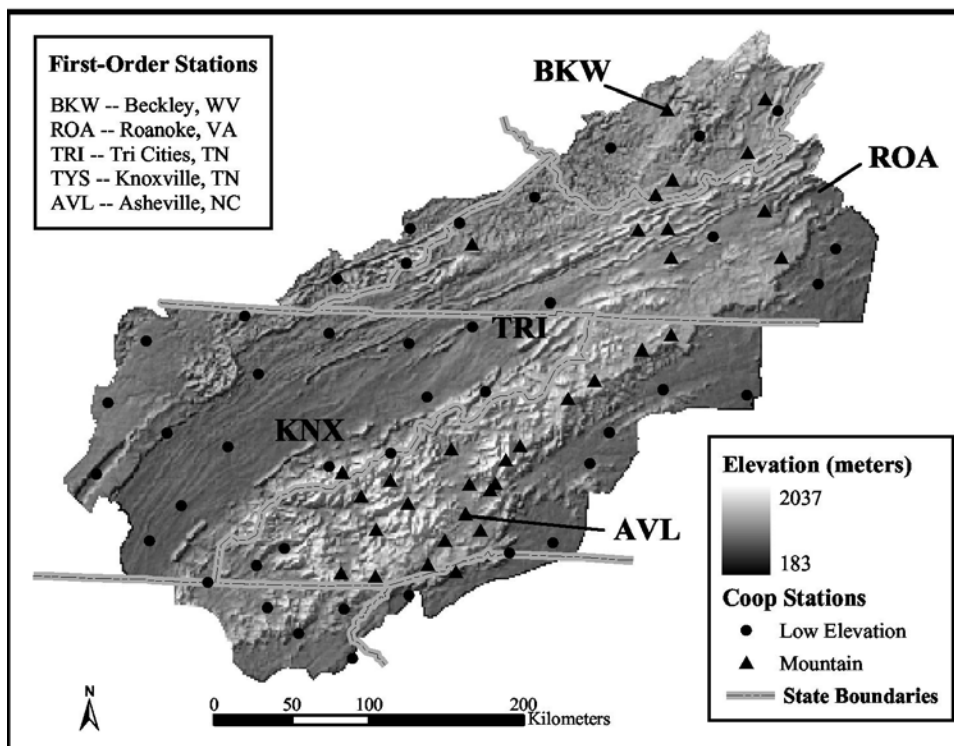 First-Order Stations
BKW -- Beckley, WV
ROA -- Roanoke, VA
TRI -- Tri Cities, TN
TYS -- Knoxville, TN
AVL -- Asheville, NC
BKW
ROA
TRI
KNX
AVL
Elevation (meters)
2037
183
Coop Stations
Low Elevation
Mountain
State Boundaries
N
0 50 100 200
Kilometers